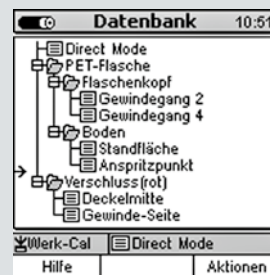 Datenbank 10:51
Direct Mode
PET-Flasche
Flaschenkopf
Gewindegang 2
Gewindegang 4
Boden
Standfläche
Anspritzpunkt
Verschluss(rot)
Deckelmitte
Gewinde-Seite
Werk-Cal Direct Mode
Hilfe Aktionen